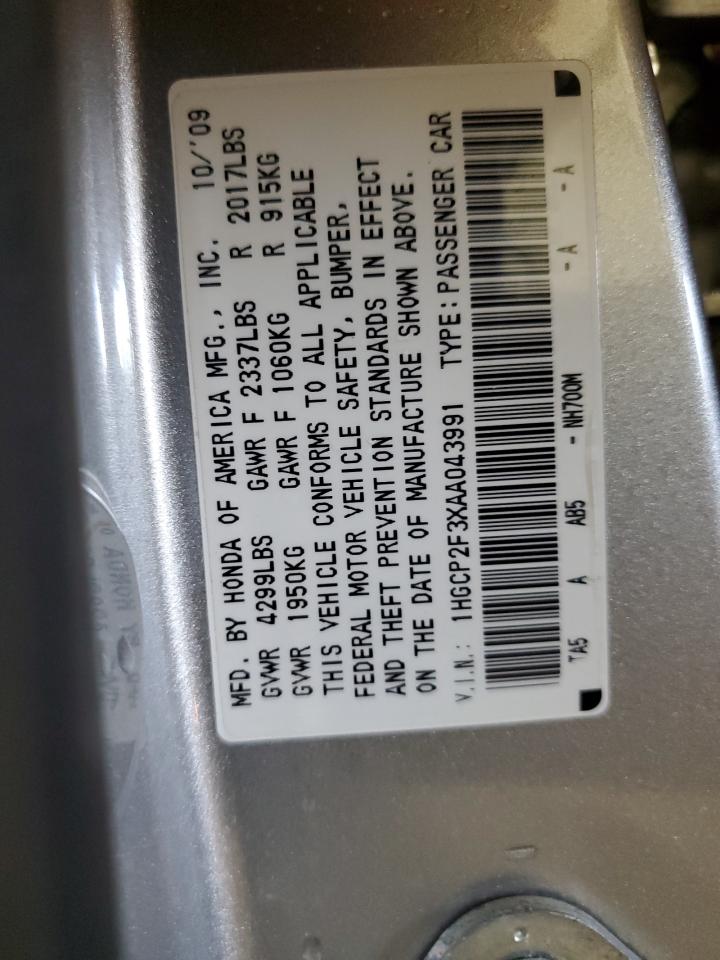 MFD. BY HONDA OF AMERICA MFG., INC. 10/'09
GVWR 4299LBS GAWR F 2337LBS R 2017LBS
GVWR 1950KG GAWR F 1060KG R 915KG
THIS VEHICLE CONFORMS TO ALL APPLICABLE
FEDERAL MOTOR VEHICLE SAFETY, BUMPER,
AND THEFT PREVENTION STANDARDS IN EFFECT
ON THE DATE OF MANUFACTURE SHOWN ABOVE.
V.I.N.: 1HGCP2F3XAA043991 TYPE:PASSENGER CAR
TA5 A AB5 - NH700M - A - A